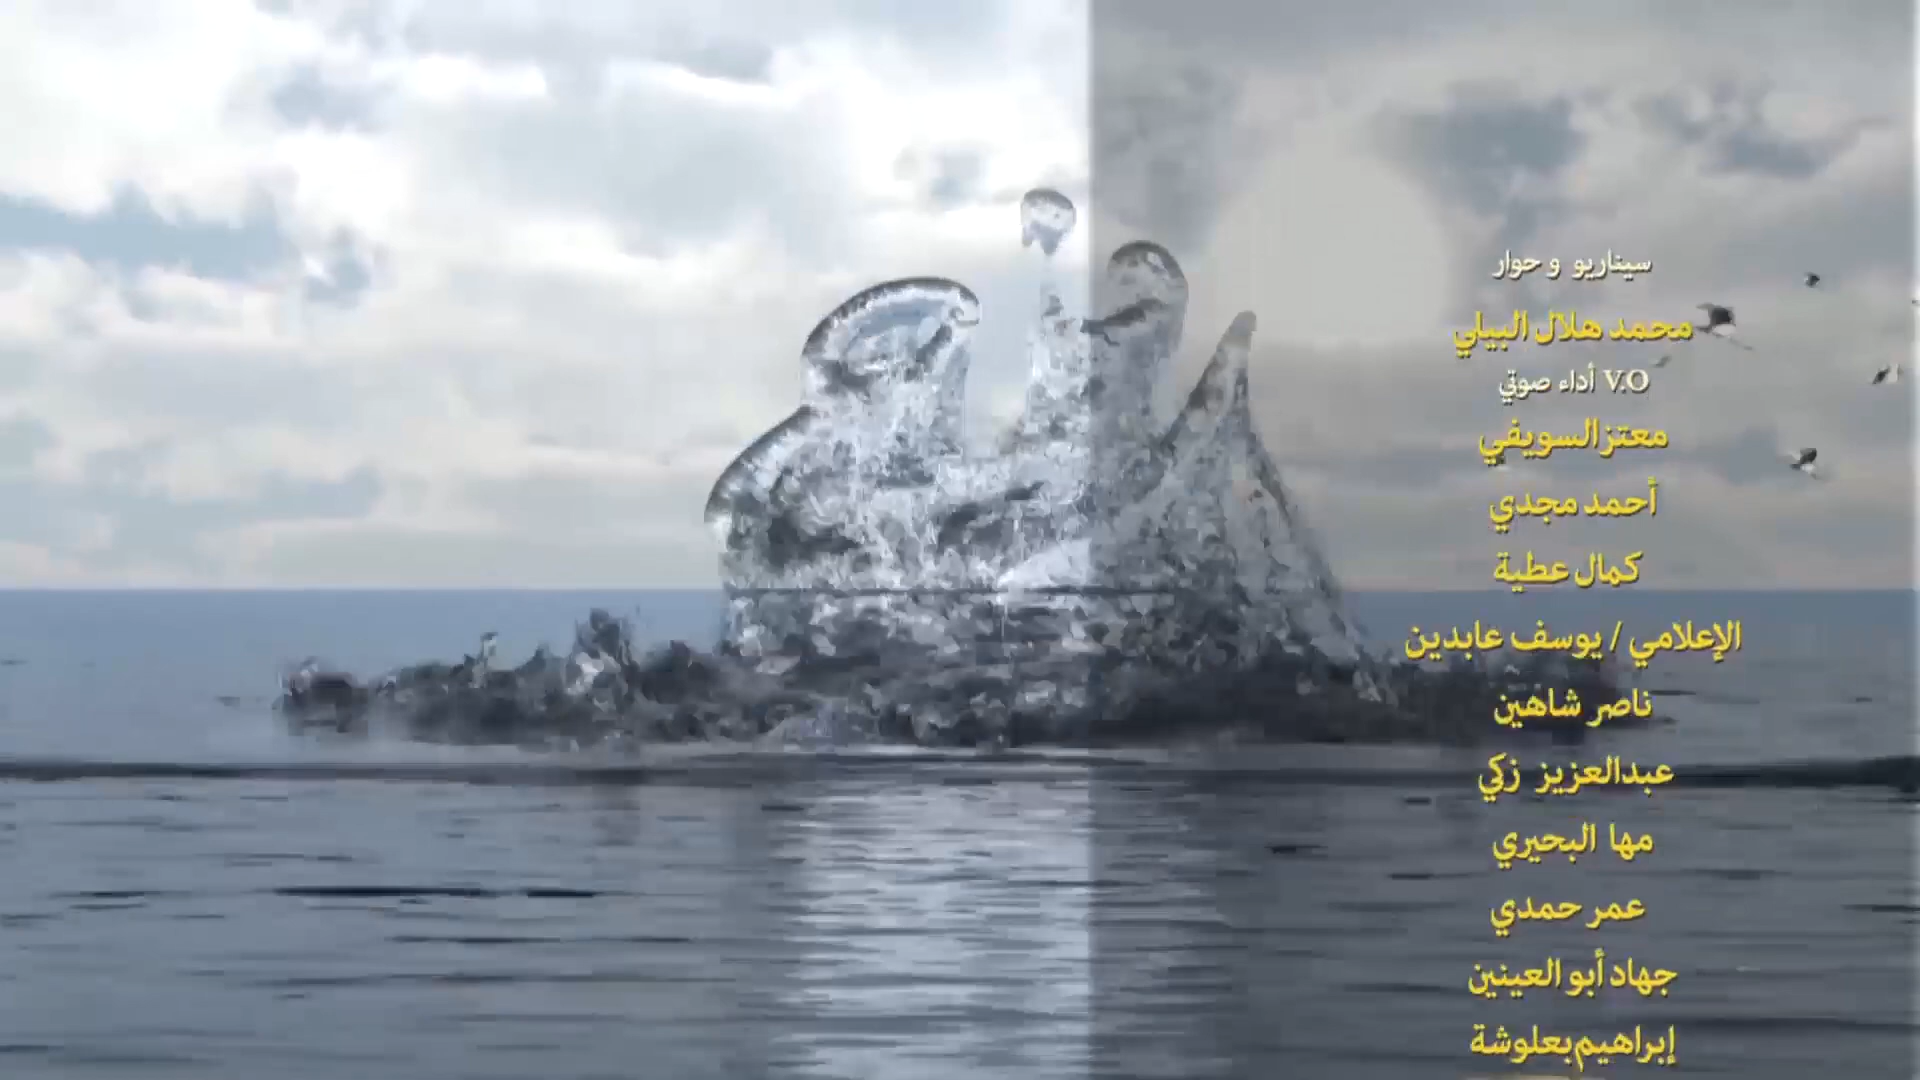 سيناريو و حوار
محمد هلال البيلي
V.O أداء صوتي
معتز السويفي
أحمد مجدي
كمال عطية
الإعلامي / يوسف عابدين
ناصر شاهين
عبدالعزيز زكي
مها البحيري
عمر حمدي
جهاد أبو العينين
إبراهيم بعلوشة